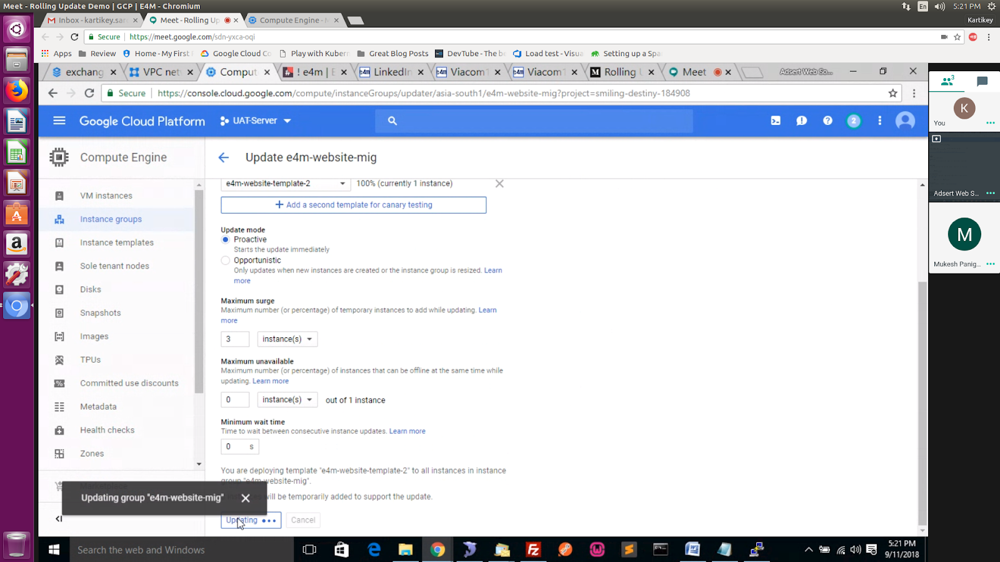 Meet - Rolling Update Demo | GCP | E4M - Chromium
En
5:21 PM
Inbox - kartikey.sar
Meet - Rolling Up
Compute Engine - M
Kartikey
Secure
https://meet.google.com/sdn-yxca-oqi
Apps
Review
Home - My First
Google Cloud Co
Play with Kubern
Great Blog Posts
DevTube - The be
Load test - Visua
Setting up a Spa
exchan
VPC net
Comput
! e4m | E
LinkedIn
Viacom1
Viacom1
Rolling
Meet
Adsert Web So...
Secure
https://console.cloud.google.com/compute/instanceGroups/updater/asia-south1/e4m-website-mig?project=smiling-destiny-184908
Google Cloud Platform
UAT-Server
2
3
K
You
Adsert Web S...
M
Mukesh Panig...
Compute Engine
Update e4m-website-mig
VM instances
Instance groups
Instance templates
Sole tenant nodes
Disks
Snapshots
Images
TPUs
Committed use discounts
Metadata
Health checks
Zones
Marketplace
e4m-website-template-2
100% (currently 1 instance)
Add a second template for canary testing
Update mode
Proactive
Starts the update immediately
Opportunistic
Only updates when new instances are created or the instance group is resized. Learn
more
Maximum surge
Maximum number (or percentage) of temporary instances to add while updating. Learn
more
3
instance(s)
Maximum unavailable
Maximum number (or percentage) of instances that can be offline at the same time while
updating. Learn more
0
instance(s)
out of 1 instance
Minimum wait time
Time to wait between consecutive instance updates. Learn more
0 s
You are deploying template "e4m-website-template-2" to all instances in instance
group "e4m-website-mig".
will be temporarily added to support the update.
Updating group "e4m-website-mig"
Updating
Cancel
Search the web and Windows
5:21 PM
9/11/2018